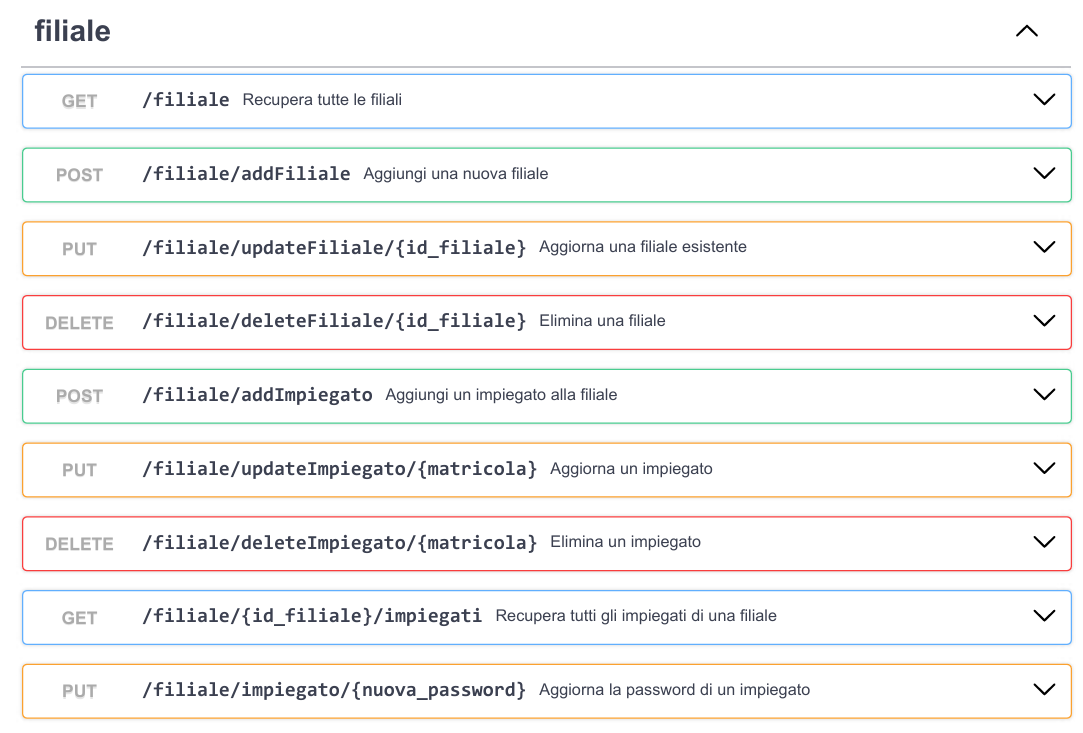 filiale
GET /filiale Recupera tutte le filiali
POST /filiale/addFiliale Aggiungi una nuova filiale
PUT /filiale/updateFiliale/{id_filiale} Aggiorna una filiale esistente
DELETE /filiale/deleteFiliale/{id_filiale} Elimina una filiale
POST /filiale/addImpiegato Aggiungi un impiegato alla filiale
PUT /filiale/updateImpiegato/{matricola} Aggiorna un impiegato
DELETE /filiale/deleteImpiegato/{matricola} Elimina un impiegato
GET /filiale/{id_filiale}/impiegati Recupera tutti gli impiegati di una filiale
PUT /filiale/impiegato/{nuova_password} Aggiorna la password di un impiegato